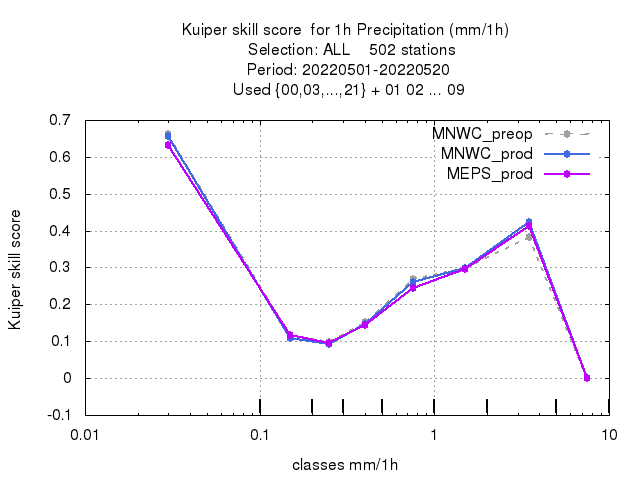 Kuiper skill score  for 1h Precipitation (mm/1h)
Selection: ALL    502 stations
Period: 20220501-20220520
Used {00,03,...,21} + 01 02 ... 09
MNWC_preop
MNWC_prod
MEPS_prod
0.7
0.6
0.5
0.4
0.3
0.2
0.1
0
-0.1
Kuiper skill score
0.01 0.1 1 10
classes mm/1h